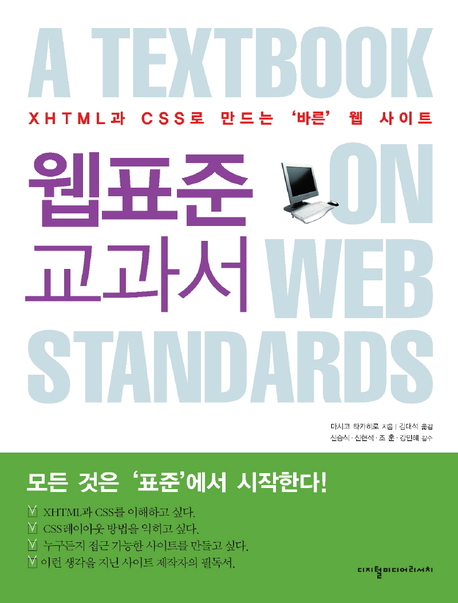 A TEXTBOOK
XHTML과 CSS로 만드는 ‘바른’ 웹 사이트
웹표준
ON
교과서
WEB
STANDARDS
마시코 타카히로 지음 | 김대석 옮김
신승식·신현석·조 훈·강민혜 감수
모든 것은 ‘표준’에서 시작한다!
XHTML과 CSS를 이해하고 싶다.
CSS레이아웃 방법을 익히고 싶다.
누구든지 접근 가능한 사이트를 만들고 싶다.
이런 생각을 지닌 사이트 제작자의 필독서.
디지털미디어리서치